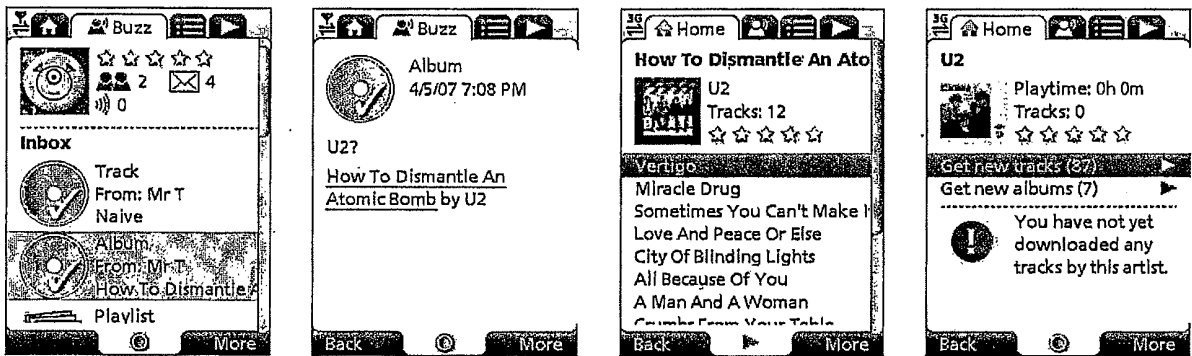 Buzz
2
4
0
Inbox
Track
From: Mr T
Naive
Album
From: Mr T
How To Dismantle A
Playlist
More
Buzz
Album
4/5/07 7:08 PM
U2?
How To Dismantle An
Atomic Bomb by U2
Back
More
3G
Home
How To Dismantle An Ato
U2
Tracks: 12
Vertigo
Miracle Drug
Sometimes You Can't Make I
Love And Peace Or Else
City Of Blinding Lights
All Because Of You
A Man And A Woman
Crumbs From Your Table
Back
More
3G
Home
U2
Playtime: 0h 0m
Tracks: 0
Get new tracks (87)
Get new albums (7)
You have not yet
downloaded any
tracks by this artist.
Back
More